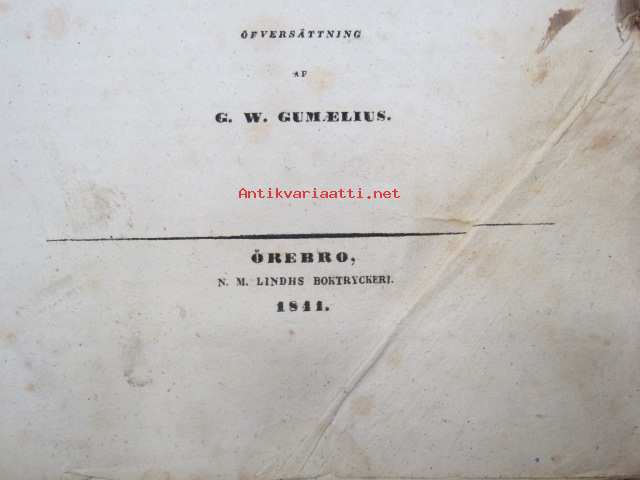 ÖFVERSÄTTNING
AF
G. W. GUMÆLIUS.
Antikvariaatti.net
ÖREBRO,
N. M. LINDHS BOKTRYCKERI.
1841.